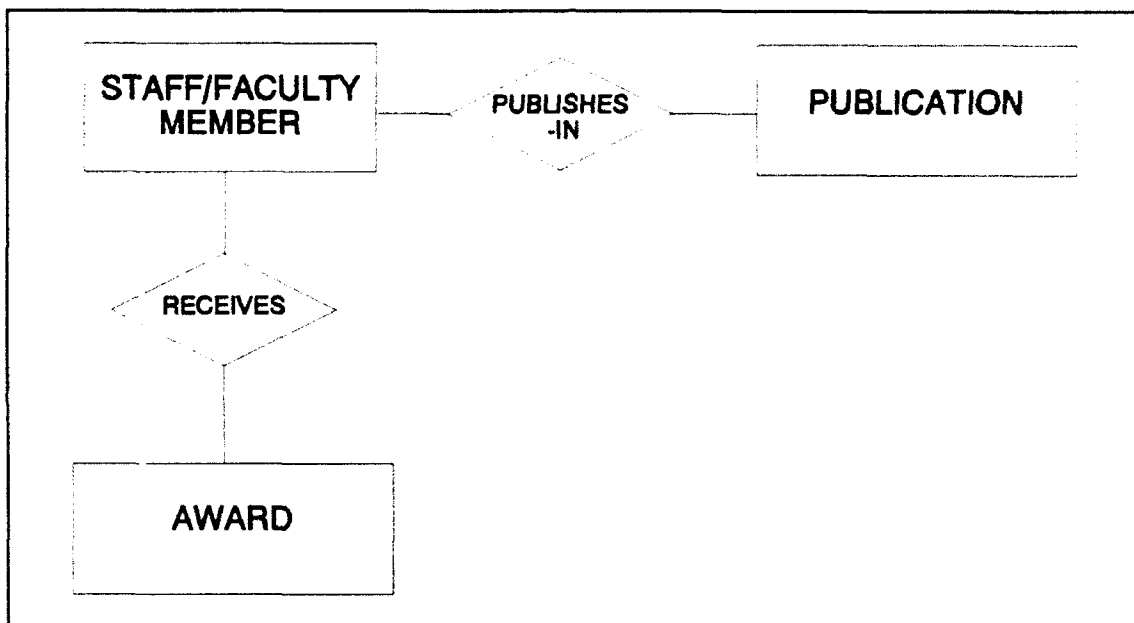 STAFF/FACULTY
MEMBER
PUBLISHES
-IN
PUBLICATION
RECEIVES
AWARD